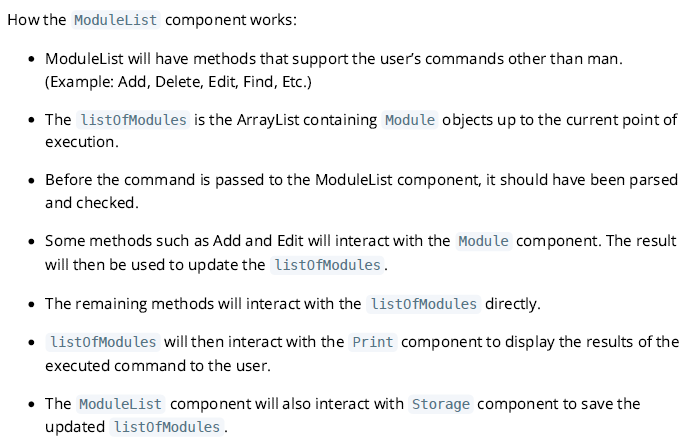 How the ModuleList component works:
• ModuleList will have methods that support the user’s commands other than man.
(Example: Add, Delete, Edit, Find, Etc.)
• The listOfModules is the ArrayList containing Module objects up to the current point of
execution.
• Before the command is passed to the ModuleList component, it should have been parsed
and checked.
• Some methods such as Add and Edit will interact with the Module component. The result
will then be used to update the listOfModules.
• The remaining methods will interact with the listOfModules directly.
• listOfModules will then interact with the Print component to display the results of the
executed command to the user.
• The ModuleList component will also interact with Storage component to save the
updated listOfModules.